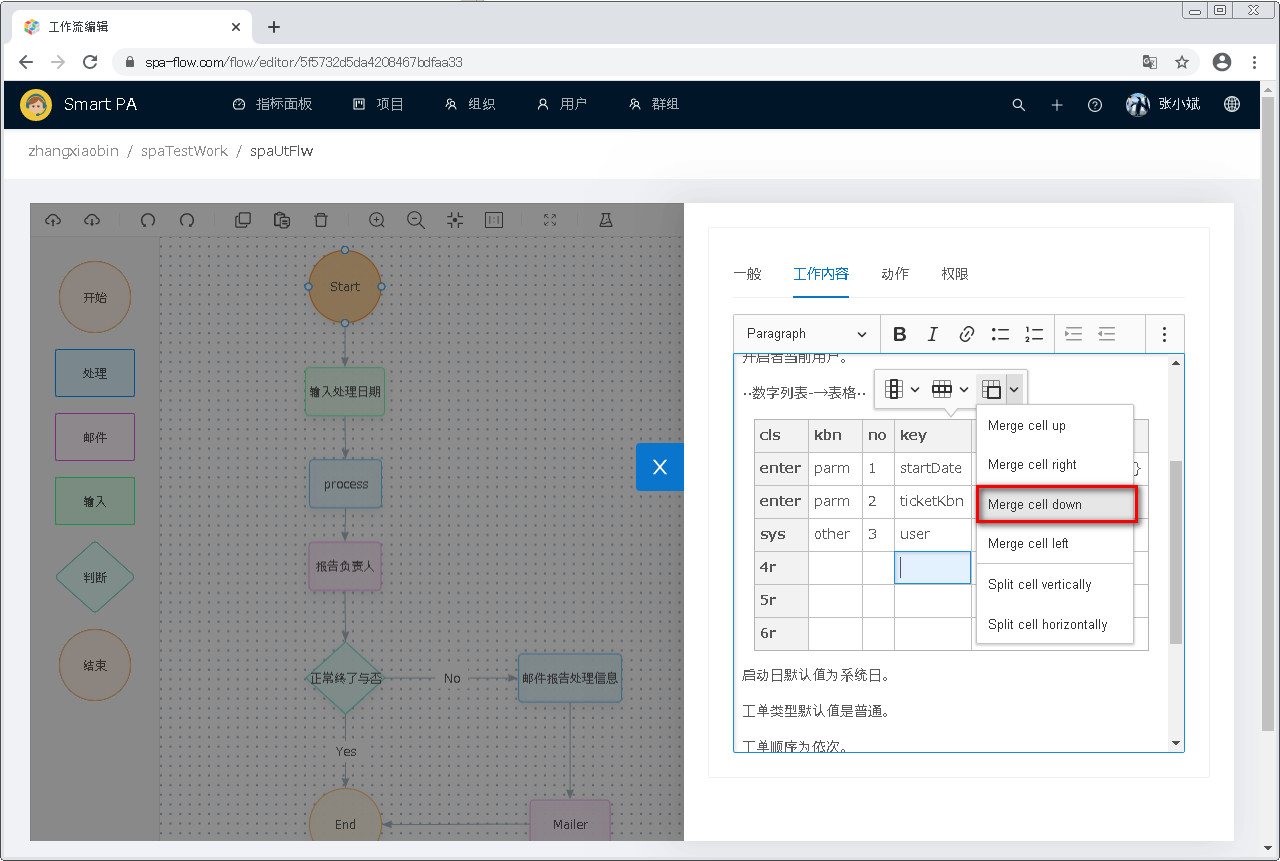 工作流编辑
spa-flow.com/flow/editor/5f5732d5da4208467bdfaa33
Smart PA 指标面板 项目 组织 用户 群组 张小斌
zhangxiaobin / spaTestWork / spaUtFlw
开始
处理
邮件
输入
判断
结束
Start
输入处理日期
process
报告负责人
正常终了与否
No
邮件报告处理信息
Yes
End
Mailer
X
一般 工作内容 动作 权限
Paragraph
开启者当前用户。
··数字列表-→表格··
cls kbn no key
enter parm 1 startDate }
enter parm 2 ticketKbn
sys other 3 user
4r
5r
6r
Merge cell up
Merge cell right
Merge cell down
Merge cell left
Split cell vertically
Split cell horizontally
启动日默认值为系统日。
工单类型默认值是普通。
工单顺序为依次。